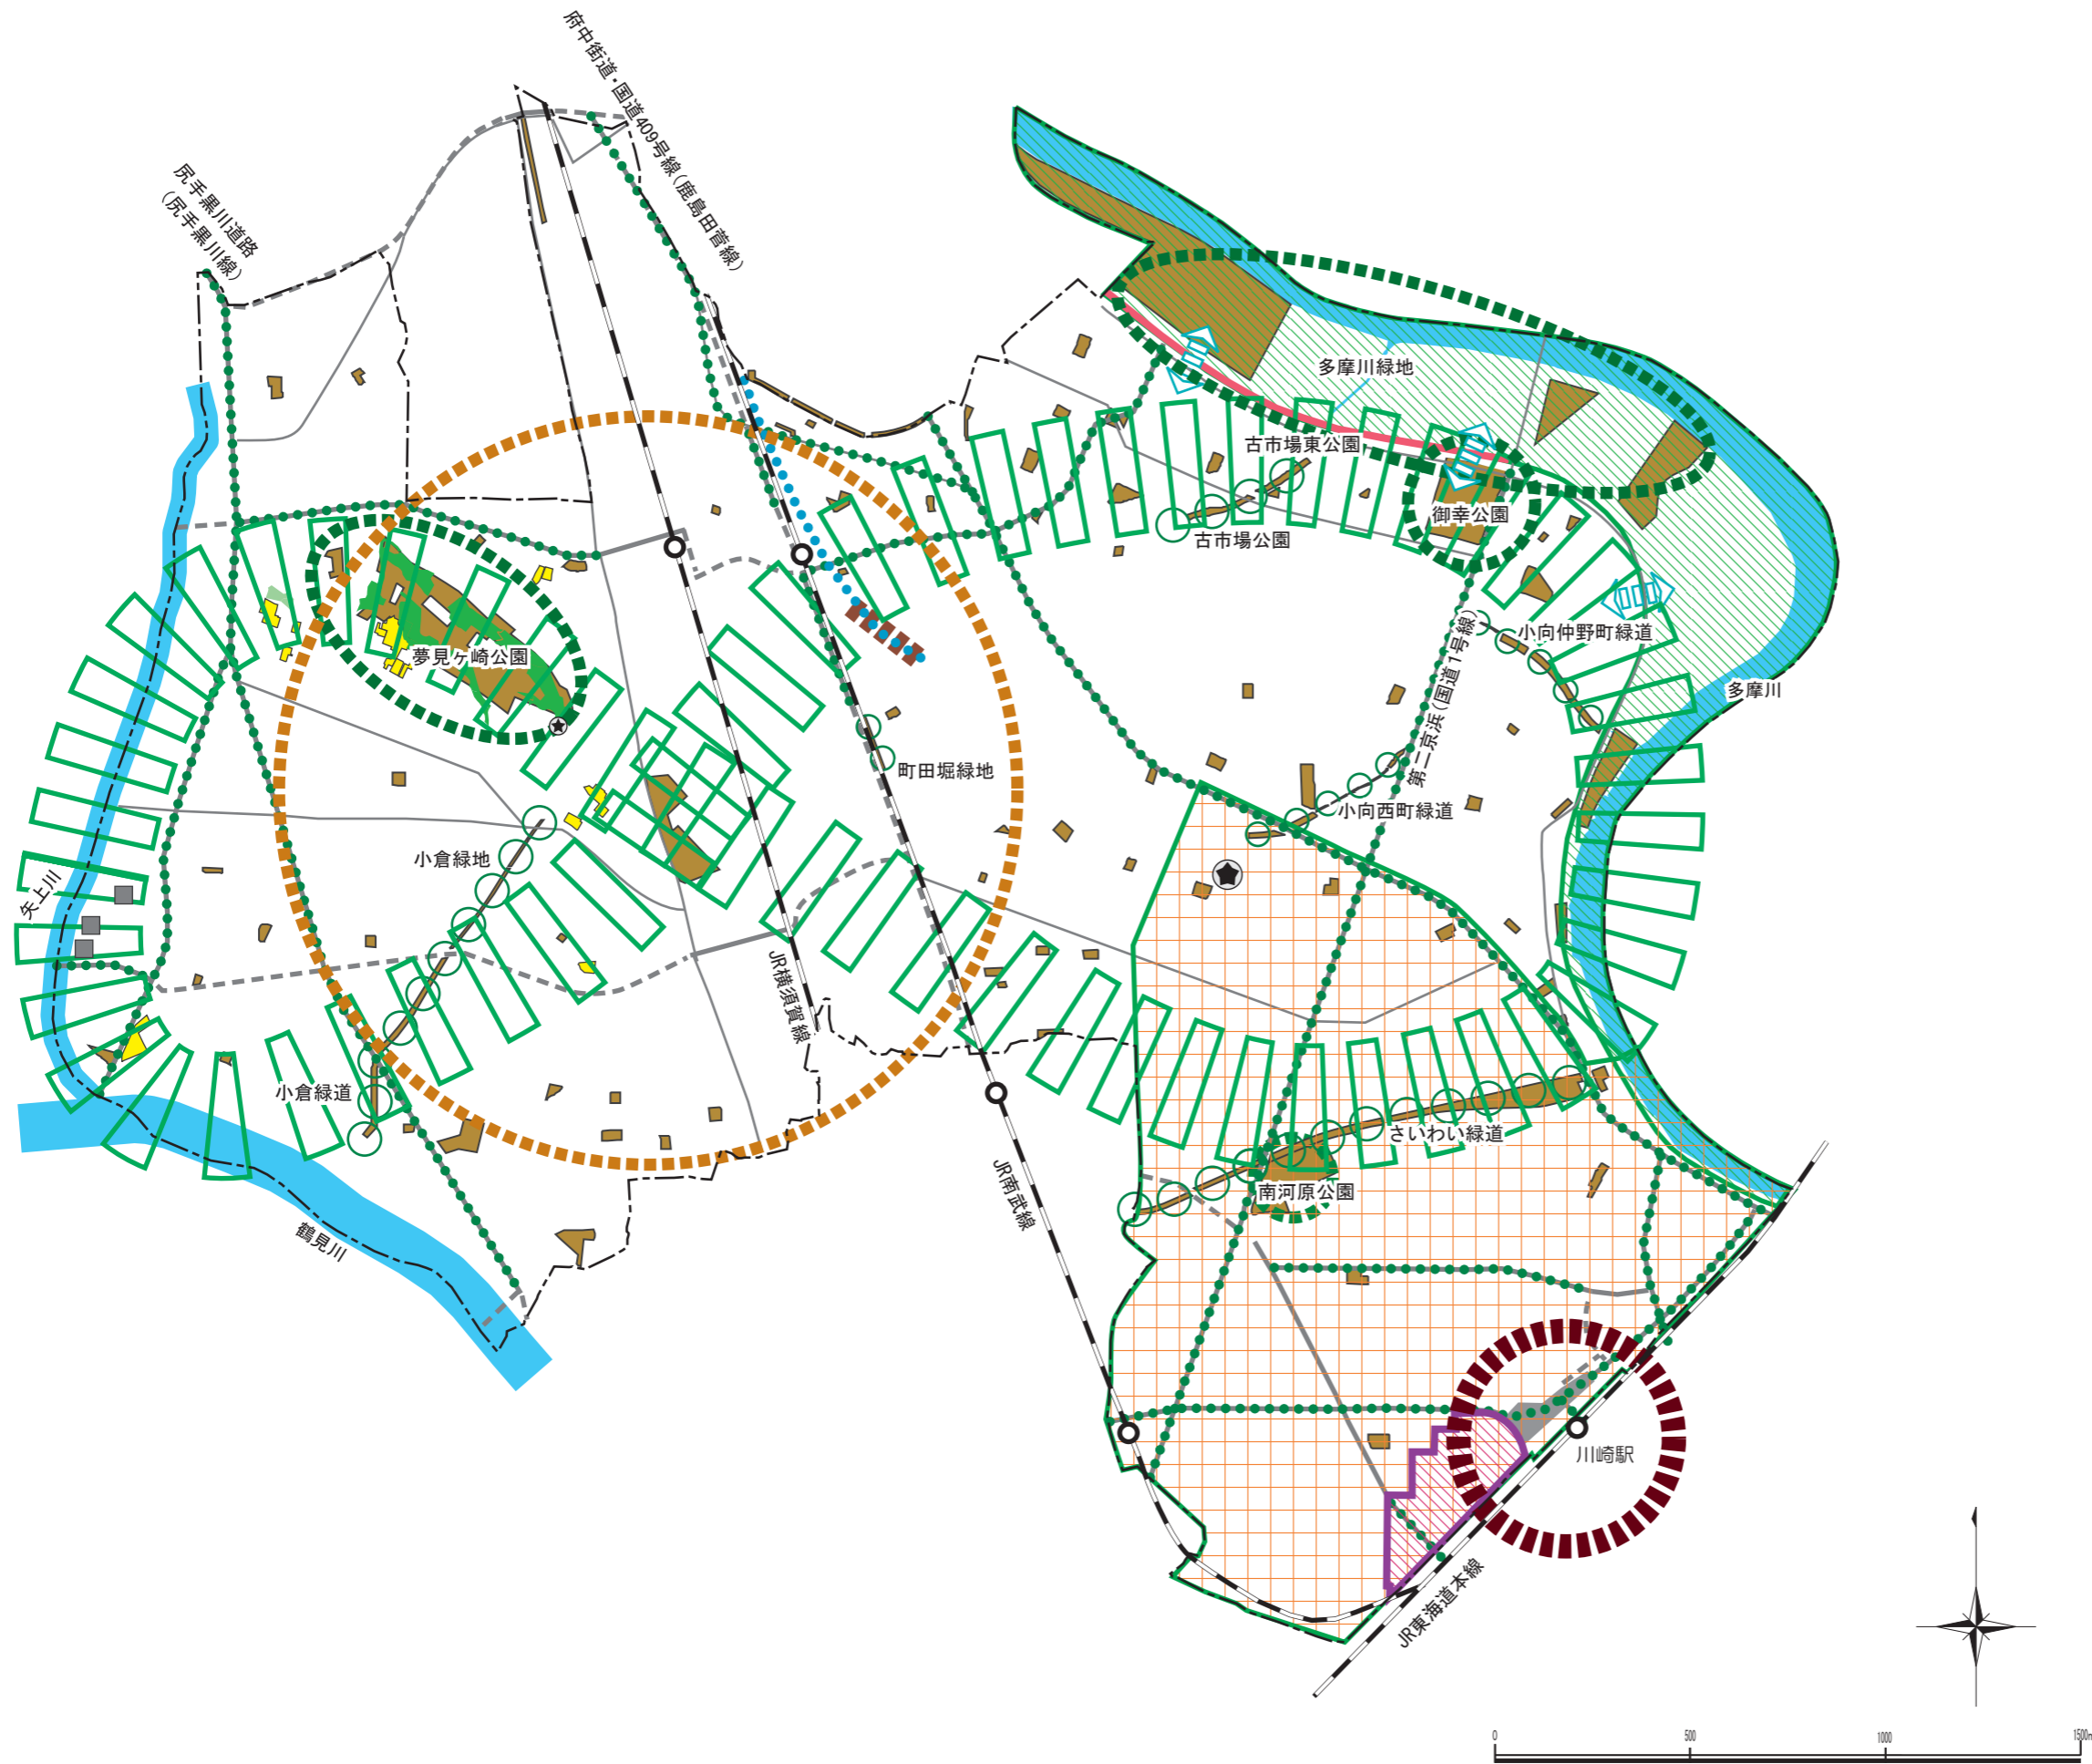 府中街道・国道409号線(鹿島田菅線)
尻手黒川道路
(尻手黒川線)
多摩川緑地
古市場東公園
御幸公園
古市場公園
小向仲野町緑道
夢見ヶ崎公園
多摩川
第二京浜(国道1号線)
町田堀緑地
小向西町緑道
小倉緑地
矢上川
JR横須賀線
小倉緑道
さいわい緑道
JR南武線
南河原公園
鶴見川
川崎駅
JR東海道本線
0 500 1000 1500m